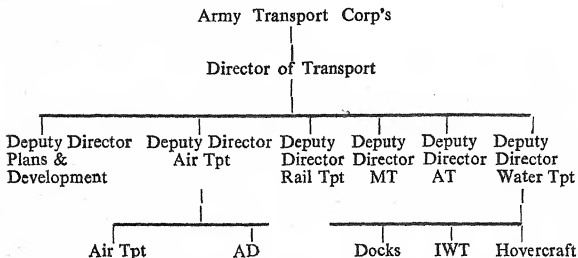 Army Transport Corp's
Director of Transport
Deputy Director
Plans &
Development
Deputy Director
Air Tpt
Deputy
Director
Rail Tpt
Deputy
Director
MT
Deputy
Director
AT
Deputy
Director
Water Tpt
Air Tpt
AD
Docks
IWT
Hovercraft